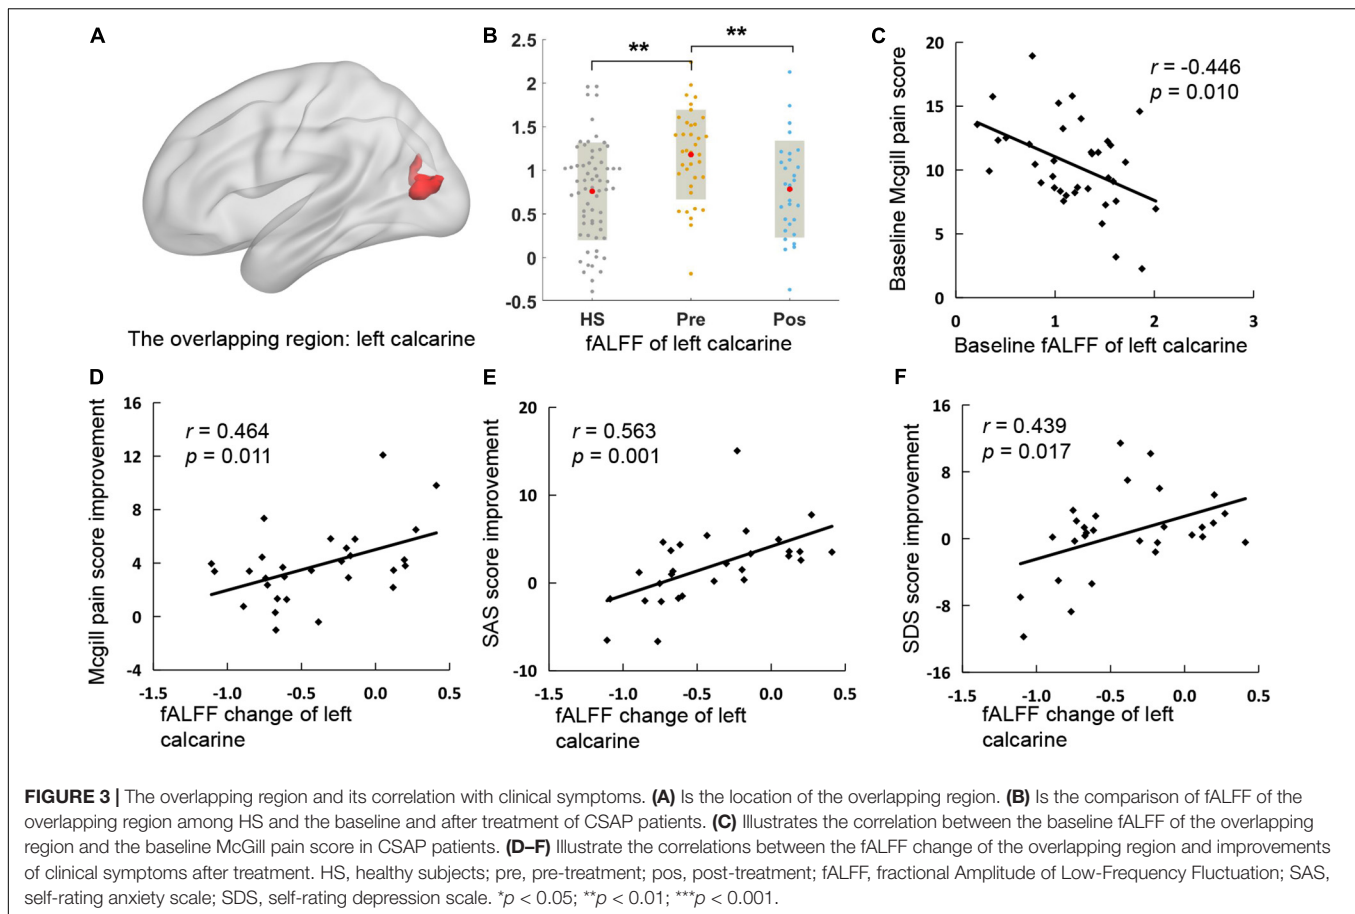 A
The overlapping region: left calcarine
B
2.5
2
1.5
1
0.5
0
-0.5
**
**
HS Pre Pos
fALFF of left calcarine
C
Baseline Mcgill pain score
20
15
10
5
0
r = -0.446
p = 0.010
0 1 2 3
Baseline fALFF of left calcarine
D
Mcgill pain score improvement
16
12
8
4
0
-4
r = 0.464
p = 0.011
-1.5 -1.0 -0.5 0.0 0.5
fALFF change of left
calcarine
E
SAS score improvement
20
10
0
-10
r = 0.563
p = 0.001
-1.5 -1.0 -0.5 0.0 0.5
fALFF change of left
calcarine
F
SDS score improvement
16
8
0
-8
-16
r = 0.439
p = 0.017
-1.5 -1.0 -0.5 0.0 0.5
fALFF change of left
calcarine
FIGURE 3 | The overlapping region and its correlation with clinical symptoms. (A) Is the location of the overlapping region. (B) Is the comparison of fALFF of the
overlapping region among HS and the baseline and after treatment of CSAP patients. (C) Illustrates the correlation between the baseline fALFF of the overlapping
region and the baseline McGill pain score in CSAP patients. (D–F) Illustrate the correlations between the fALFF change of the overlapping region and improvements
of clinical symptoms after treatment. HS, healthy subjects; pre, pre-treatment; pos, post-treatment; fALFF, fractional Amplitude of Low-Frequency Fluctuation; SAS,
self-rating anxiety scale; SDS, self-rating depression scale. *p < 0.05; **p < 0.01; ***p < 0.001.